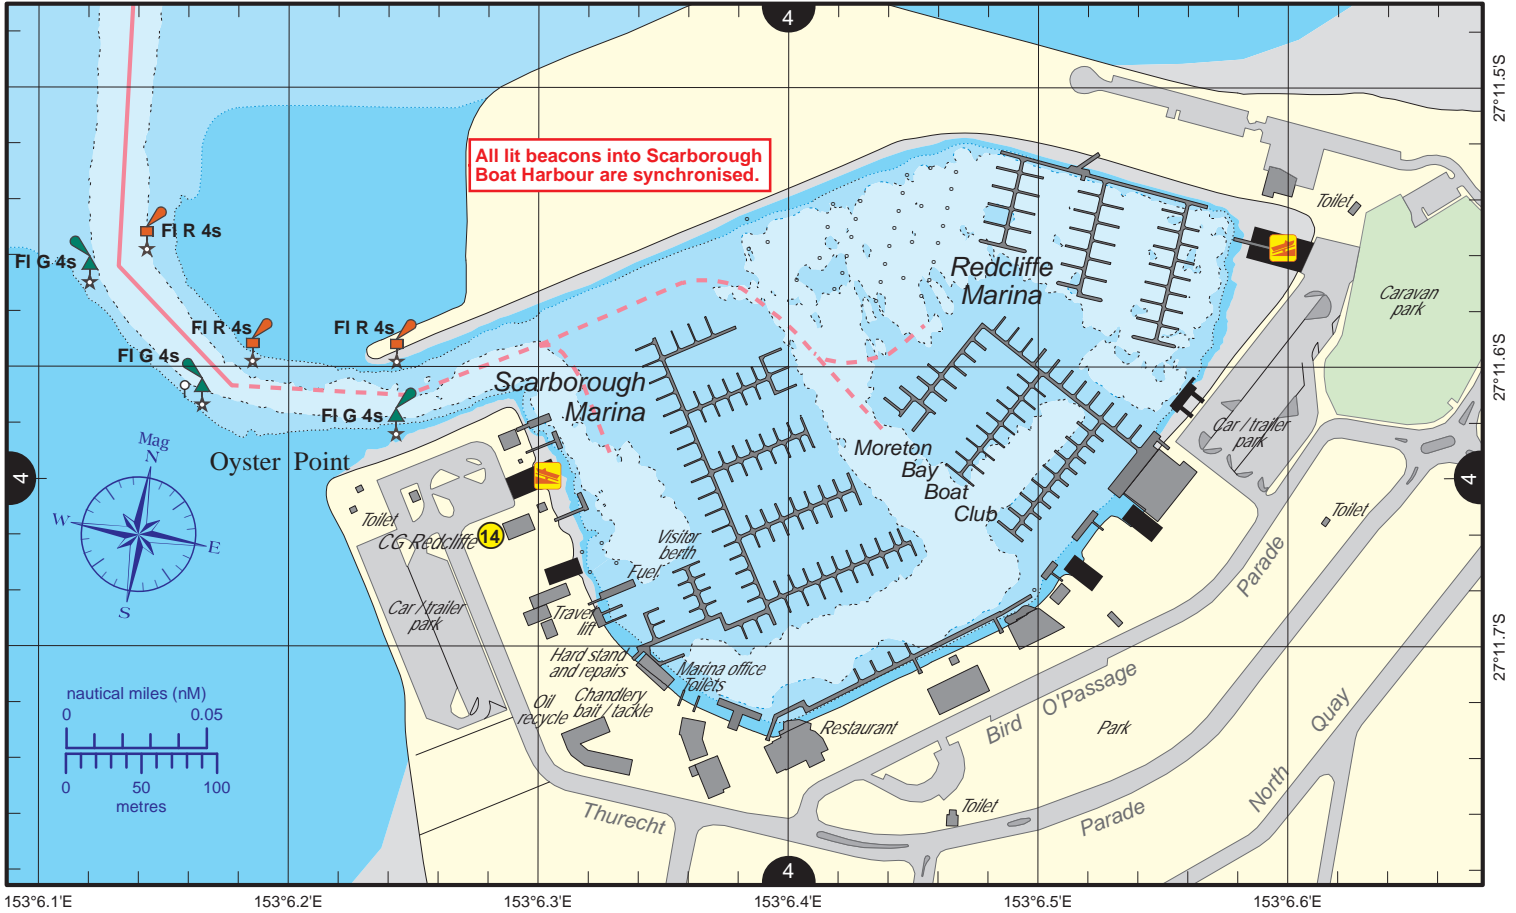 4
27°11.5'S
All lit beacons into Scarborough
Boat Harbour are synchronised.
Toilet
Fl R 4s
Fl G 4s
Redcliffe
Marina
Caravan
park
Fl R 4s
Fl R 4s
Fl G 4s
27°11.6'S
Scarborough
Marina
Fl G 4s
Car / trailer
park
Mag
N
W
E
S
Oyster Point
Moreton
Bay
Boat
Club
4
4
Toilet
CG Redcliffe
14
Visitor
berth
Fuel
Toilet
Parade
Car / trailer
park
Travel
lift
27°11.7'S
Hard stand
and repairs
Marina office
Toilets
nautical miles (nM)
0 0.05
0 50 100
metres
Oil
recycle
Chandlery
bait / tackle
Restaurant
Bird O'Passage
Park
Quay
North
Thurecht
Toilet
Parade
4
153°6.1'E
153°6.2'E
153°6.3'E
153°6.4'E
153°6.5'E
153°6.6'E